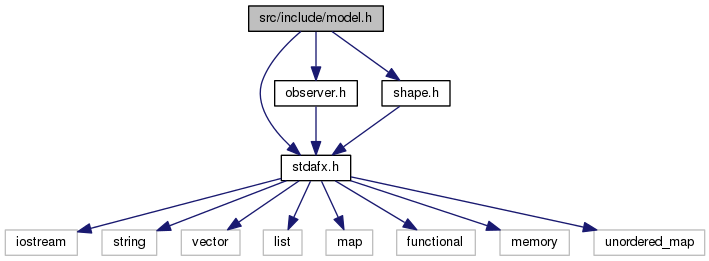 src/include/model.h
observer.h
shape.h
stdafx.h
iostream
string
vector
list
map
functional
memory
unordered_map